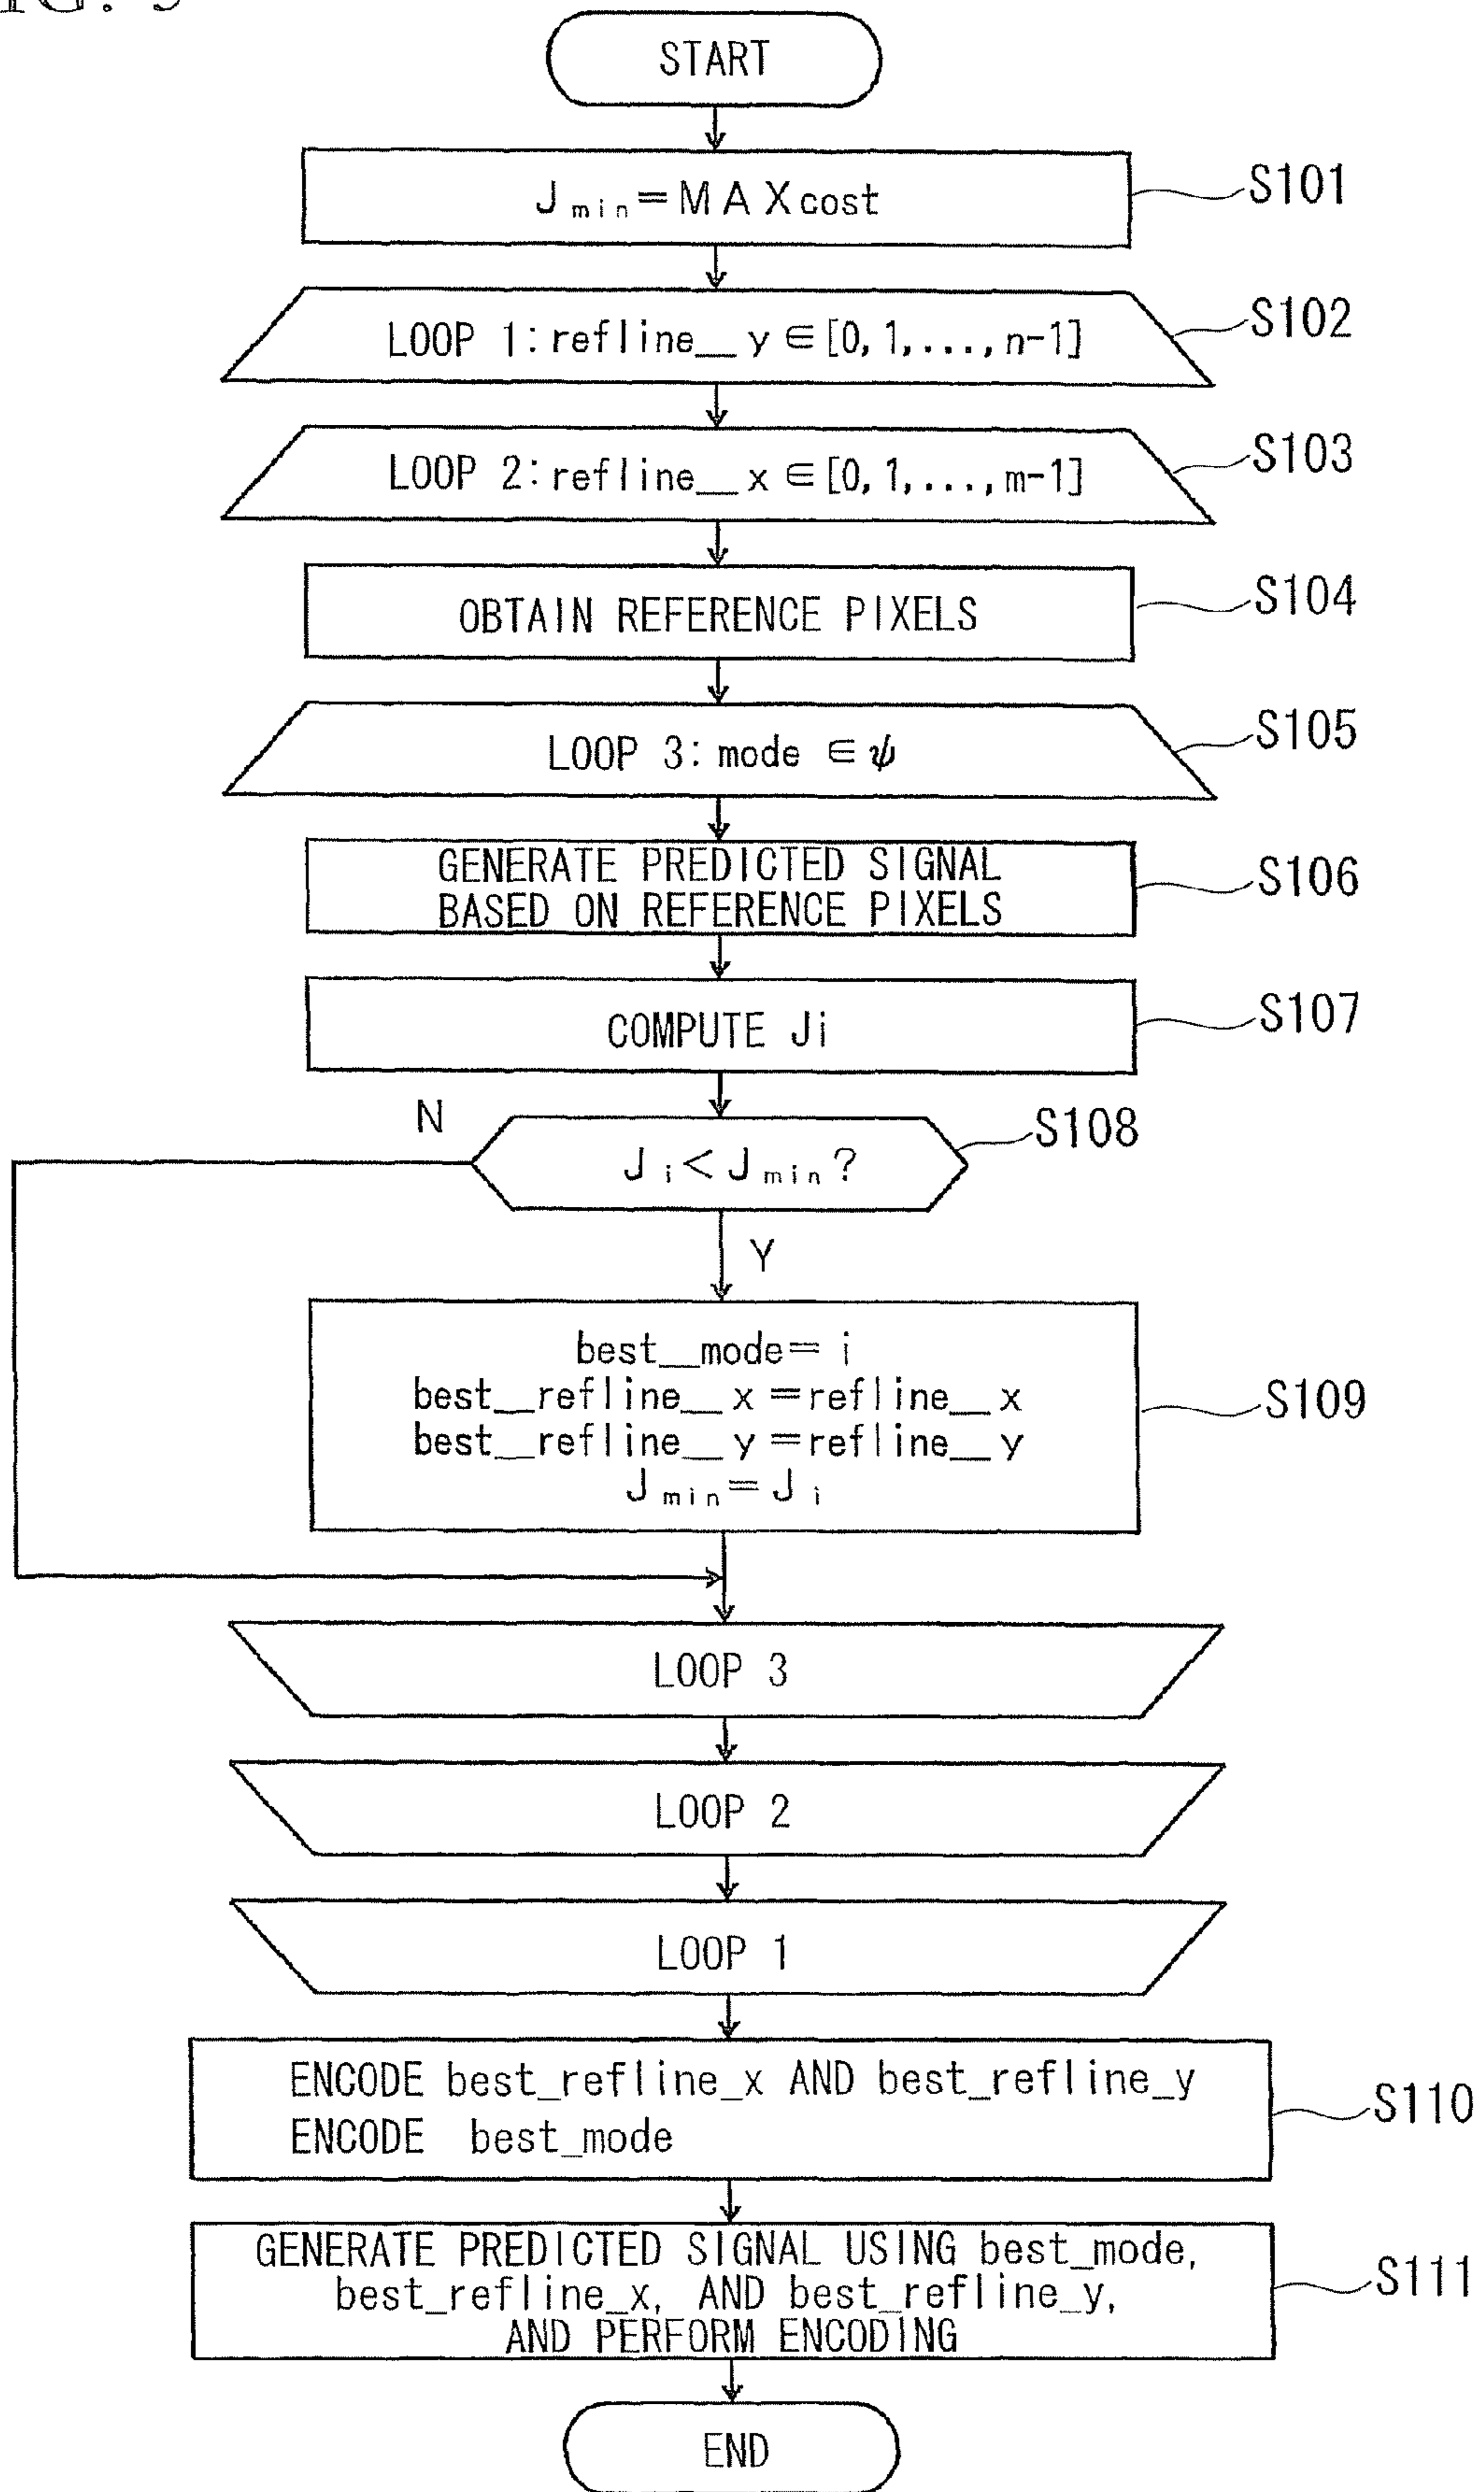 START
J min = MAXcost
S101
LOOP 1: refline_y ∈ [0, 1, ..., n-1]
S102
LOOP 2: refline_x ∈ [0, 1, ..., m-1]
S103
OBTAIN REFERENCE PIXELS
S104
LOOP 3: mode ∈ ψ
S105
GENERATE PREDICTED SIGNAL
BASED ON REFERENCE PIXELS
S106
COMPUTE Ji
S107
N
J i < J min ?
S108
Y
best_mode = i
best_refline_x = refline_x
best_refline_y = refline_y
J min = J i
S109
LOOP 3
LOOP 2
LOOP 1
ENCODE best_refline_x AND best_refline_y
ENCODE best_mode
S110
GENERATE PREDICTED SIGNAL USING best_mode,
best_refline_x, AND best_refline_y,
AND PERFORM ENCODING
S111
END